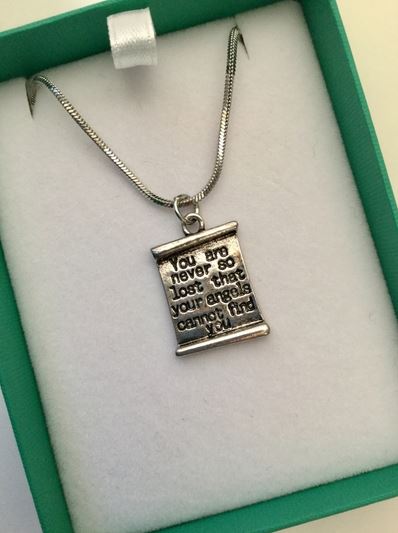 You are
never so
lost that
your angels
cannot find
you